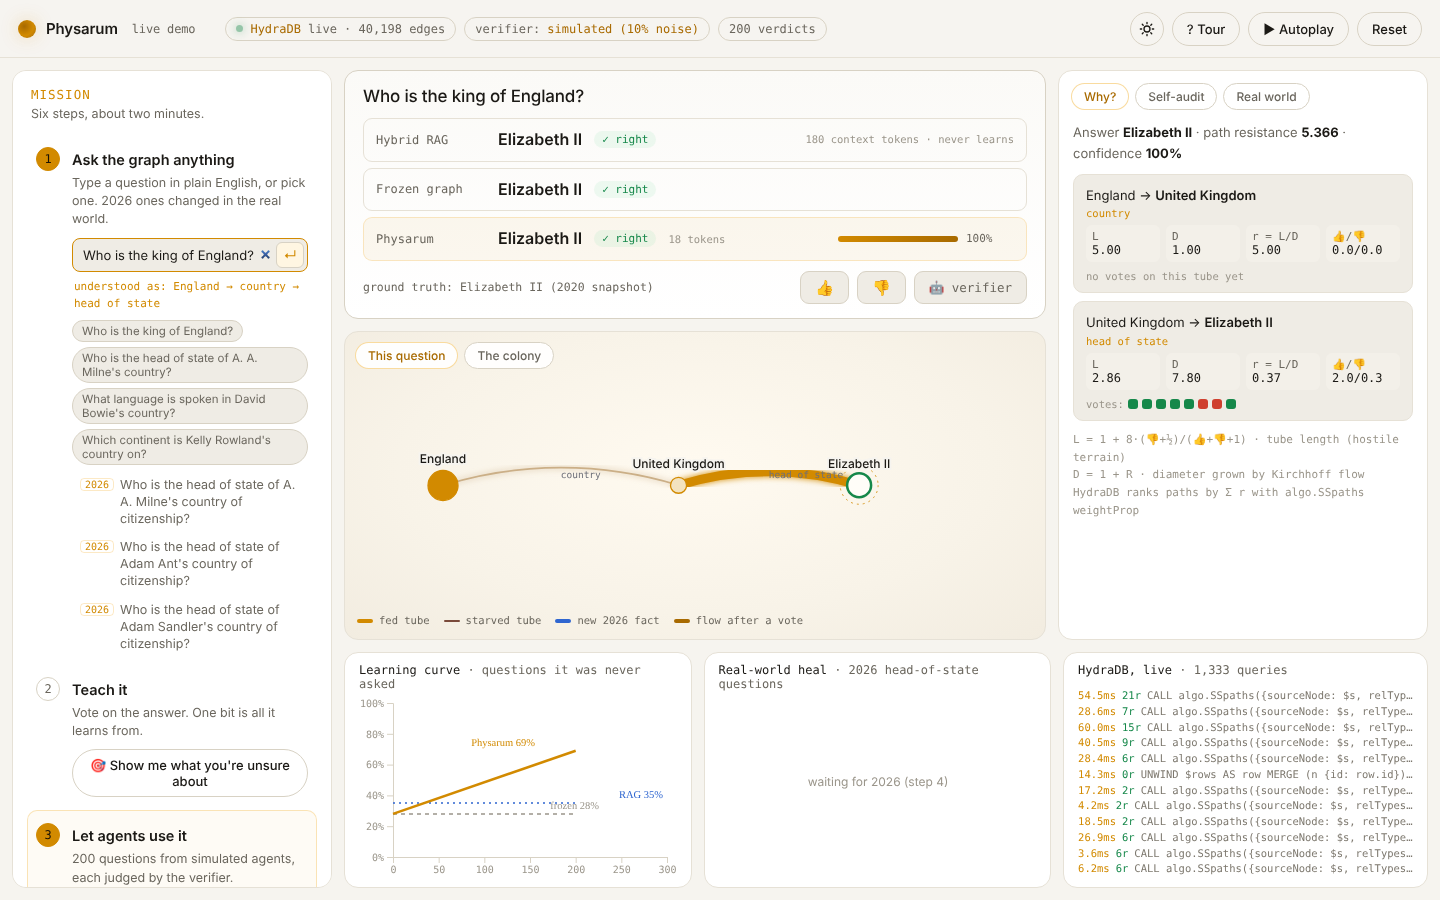 Physarum live demo
HydraDB live · 40,198 edges
verifier: simulated (10% noise)
200 verdicts
? Tour
▶ Autoplay
Reset
MISSION
Six steps, about two minutes.
1 Ask the graph anything
Type a question in plain English, or pick
one. 2026 ones changed in the real
world.
Who is the king of England? ✕ ↵
understood as: England → country →
head of state
Who is the king of England?
Who is the head of state of A. A.
Milne's country?
What language is spoken in David
Bowie's country?
Which continent is Kelly Rowland's
country on?
2026 Who is the head of state of A.
A. Milne's country of
citizenship?
2026 Who is the head of state of
Adam Ant's country of
citizenship?
2026 Who is the head of state of
Adam Sandler's country of
citizenship?
2 Teach it
Vote on the answer. One bit is all it
learns from.
🎯 Show me what you're unsure
about
3 Let agents use it
200 questions from simulated agents,
each judged by the verifier.
Who is the king of England?
Hybrid RAG Elizabeth II ✓ right 180 context tokens · never learns
Frozen graph Elizabeth II ✓ right
Physarum Elizabeth II ✓ right 18 tokens 100%
ground truth: Elizabeth II (2020 snapshot)
👍 👎 🤖 verifier
This question
The colony
England
United Kingdom
Elizabeth II
country
head of state
fed tube
starved tube
new 2026 fact
flow after a vote
Why?
Self-audit
Real world
Answer Elizabeth II · path resistance 5.366 ·
confidence 100%
England → United Kingdom
country
L D r = L/D 👍/👎
5.00 1.00 5.00 0.0/0.0
no votes on this tube yet
United Kingdom → Elizabeth II
head of state
L D r = L/D 👍/👎
2.86 7.80 0.37 2.0/0.3
votes:
L = 1 + 8·(👎+½)/(👍+👎+1) · tube length (hostile
terrain)
D = 1 + R · diameter grown by Kirchhoff flow
HydraDB ranks paths by Σ r with algo.SSpaths
weightProp
Learning curve · questions it was never
asked
100%
80%
60%
40%
20%
0%
0 50 100 150 200 250 300
Physarum 69%
RAG 35%
frozen 28%
Real-world heal · 2026 head-of-state
questions
waiting for 2026 (step 4)
HydraDB, live · 1,333 queries
54.5ms 21r CALL algo.SSpaths({sourceNode: $s, relType…
28.6ms 7r CALL algo.SSpaths({sourceNode: $s, relType…
60.0ms 15r CALL algo.SSpaths({sourceNode: $s, relType…
40.5ms 9r CALL algo.SSpaths({sourceNode: $s, relType…
28.4ms 6r CALL algo.SSpaths({sourceNode: $s, relType…
14.3ms 0r UNWIND $rows AS row MERGE (n {id: row.id})…
17.2ms 2r CALL algo.SSpaths({sourceNode: $s, relType…
4.2ms 2r CALL algo.SSpaths({sourceNode: $s, relTypes…
18.5ms 2r CALL algo.SSpaths({sourceNode: $s, relType…
26.9ms 6r CALL algo.SSpaths({sourceNode: $s, relType…
3.6ms 6r CALL algo.SSpaths({sourceNode: $s, relTypes…
6.2ms 6r CALL algo.SSpaths({sourceNode: $s, relTypes…